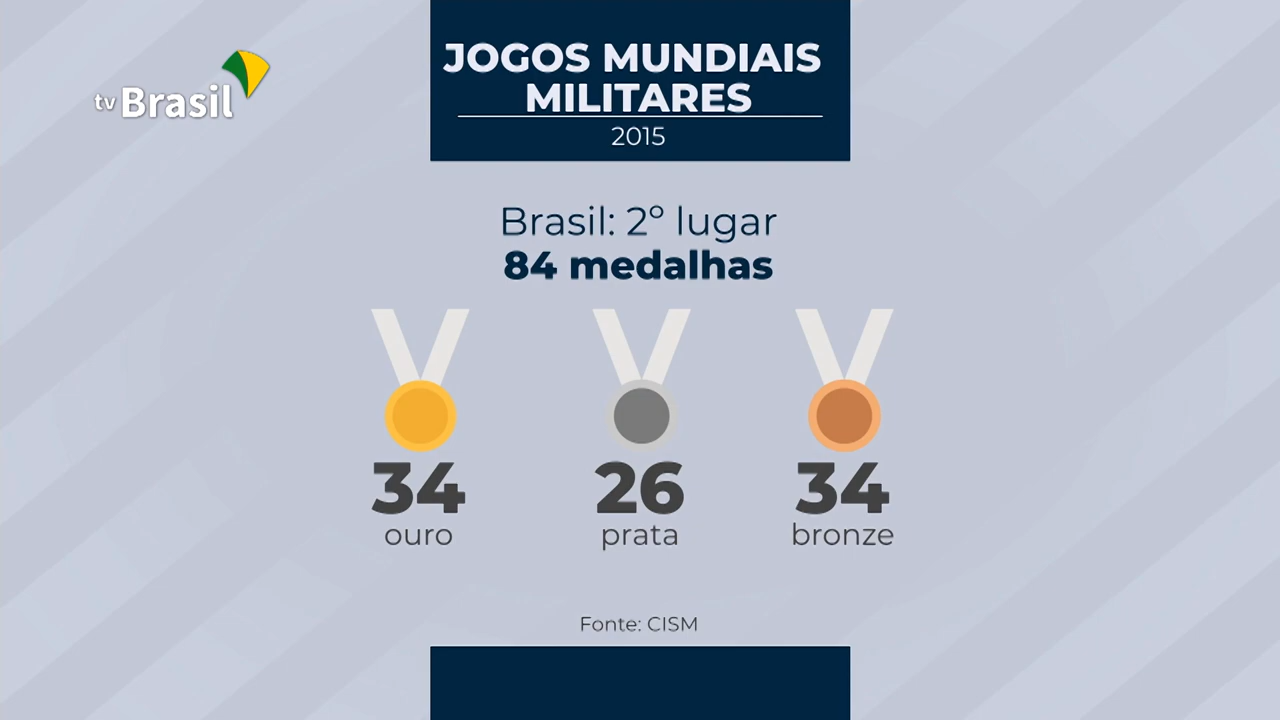 tv Brasil
JOGOS MUNDIAIS
MILITARES
2015
Brasil: 2º lugar
84 medalhas
34
ouro
26
prata
34
bronze
Fonte: CISM